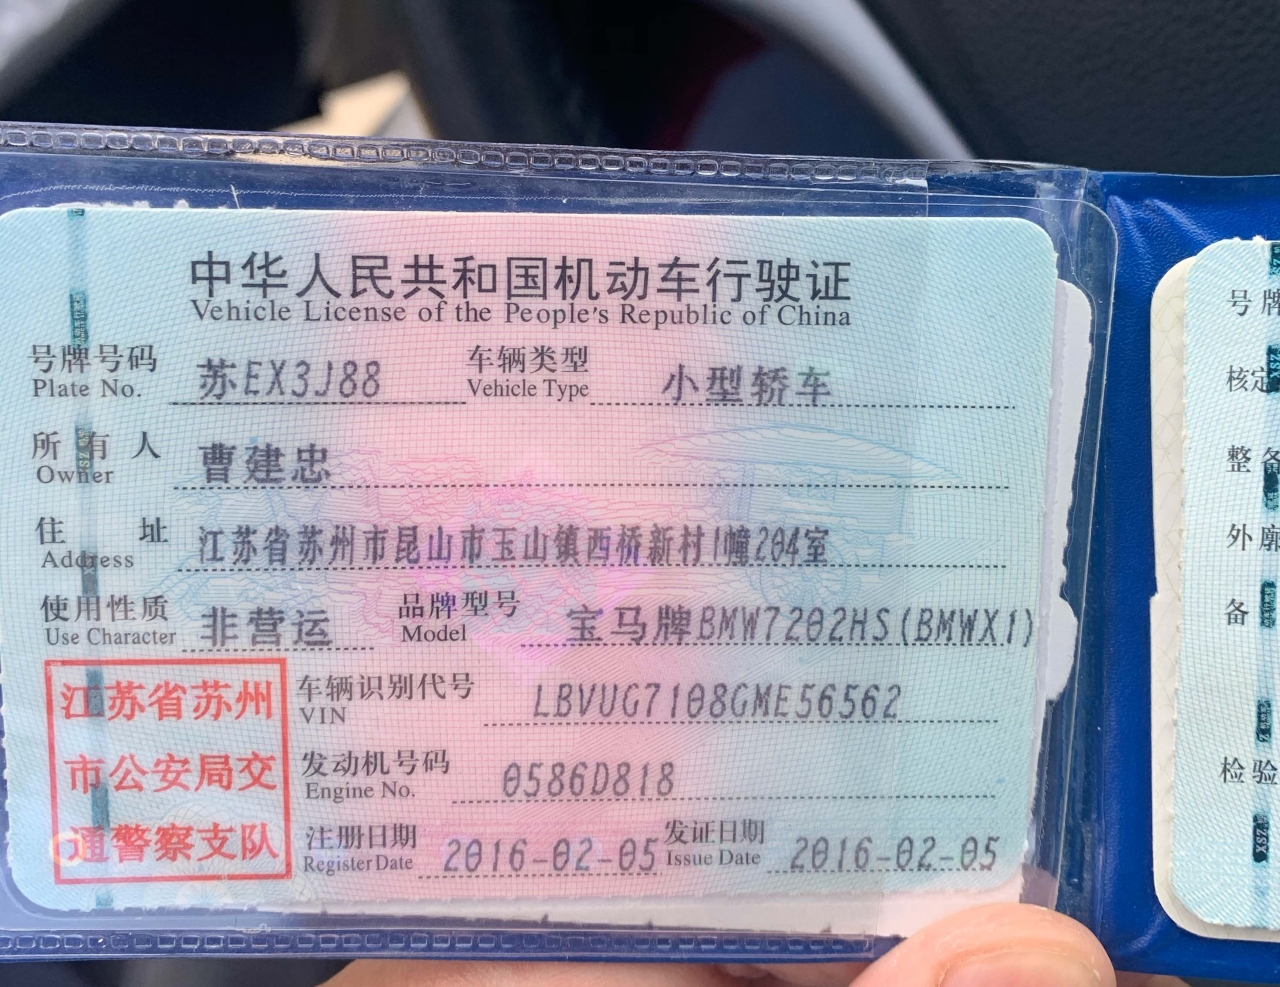 中华人民共和国机动车行驶证
Vehicle License of the People's Republic of China
号牌号码 苏EX3J88 车辆类型 小型轿车
Plate No. Vehicle Type
所有人 曹建忠
Owner
住址 江苏省苏州市昆山市玉山镇西桥新村1幢204室
Address
使用性质 非营运 品牌型号 宝马牌BMW7202HS(BMWX1)
Use Character Model
江苏省苏州
市公安局交
通警察支队
车辆识别代号 LBVUG7108GME56562
VIN
发动机号码 0586D818
Engine No.
注册日期 2016-02-05 发证日期 2016-02-05
Register Date Issue Date
号牌
核定
整备
外廓
备
检验